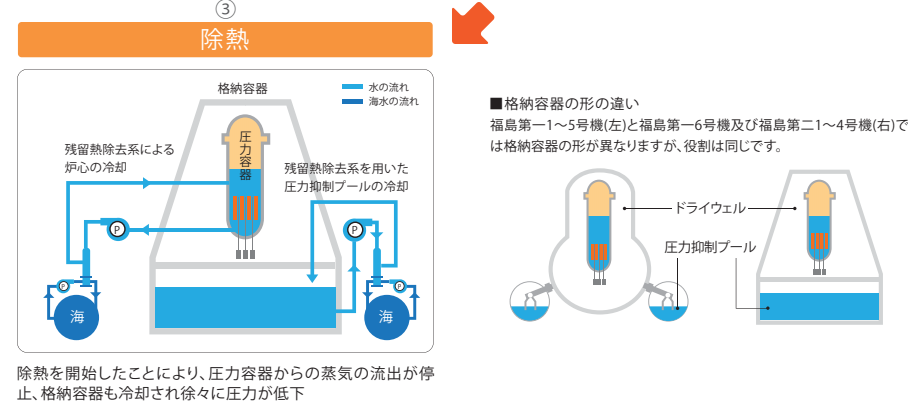 ③
除熱
格納容器
水の流れ
海水の流れ
圧力容器
残留熱除去系による
炉心の冷却
残留熱除去系を用いた
圧力抑制プールの冷却
P
P
P
P
海
海
除熱を開始したことにより、圧力容器からの蒸気の流出が停
止、格納容器も冷却され徐々に圧力が低下
■格納容器の形の違い
福島第一1〜5号機(左)と福島第一6号機及び福島第二1〜4号機(右)で
は格納容器の形が異なりますが、役割は同じです。
ドライウェル
圧力抑制プール